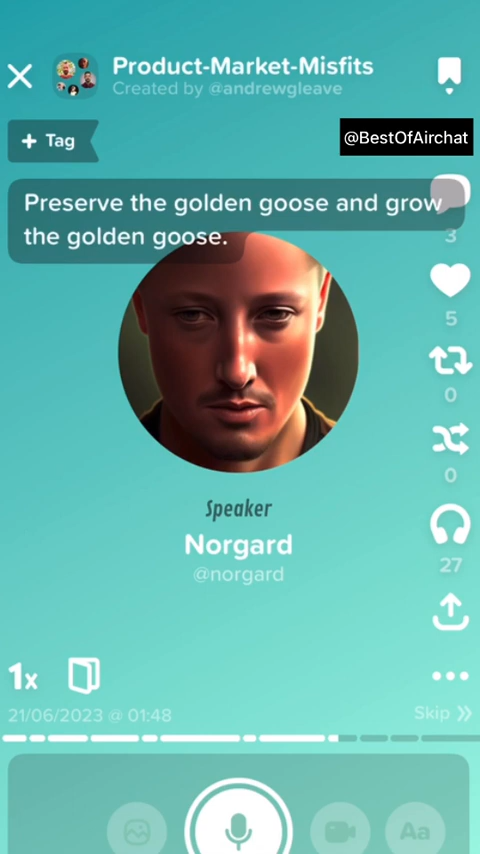 Product-Market-Misfits
Created by @andrewgleave
+ Tag
@BestOfAirchat
Preserve the golden goose and grow
the golden goose.
3
5
0
0
27
Speaker
Norgard
@norgard
1x
21/06/2023 @ 01:48
Skip
Aa